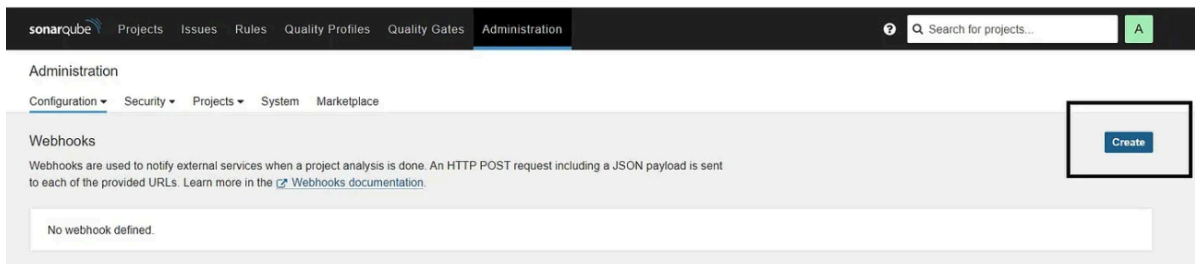 sonarqube Projects Issues Rules Quality Profiles Quality Gates Administration ? Search for projects... A
Administration
Configuration Security Projects System Marketplace
Webhooks
Create
Webhooks are used to notify external services when a project analysis is done. An HTTP POST request including a JSON payload is sent
to each of the provided URLs. Learn more in the Webhooks documentation.
No webhook defined.